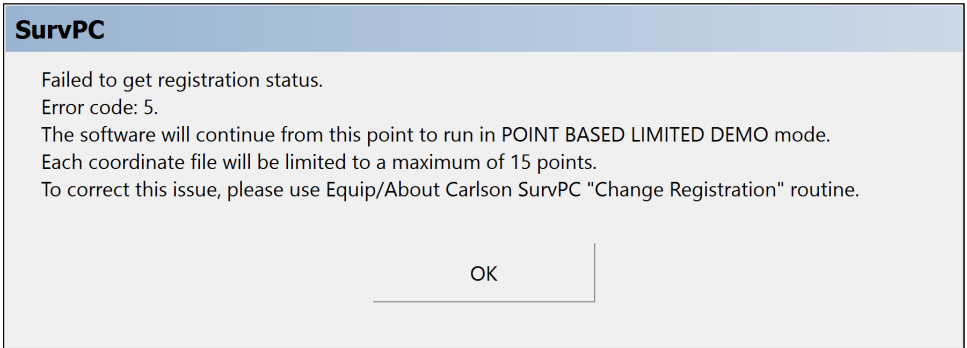 SurvPC
Failed to get registration status.
Error code: 5.
The software will continue from this point to run in POINT BASED LIMITED DEMO mode.
Each coordinate file will be limited to a maximum of 15 points.
To correct this issue, please use Equip/About Carlson SurvPC "Change Registration" routine.
OK